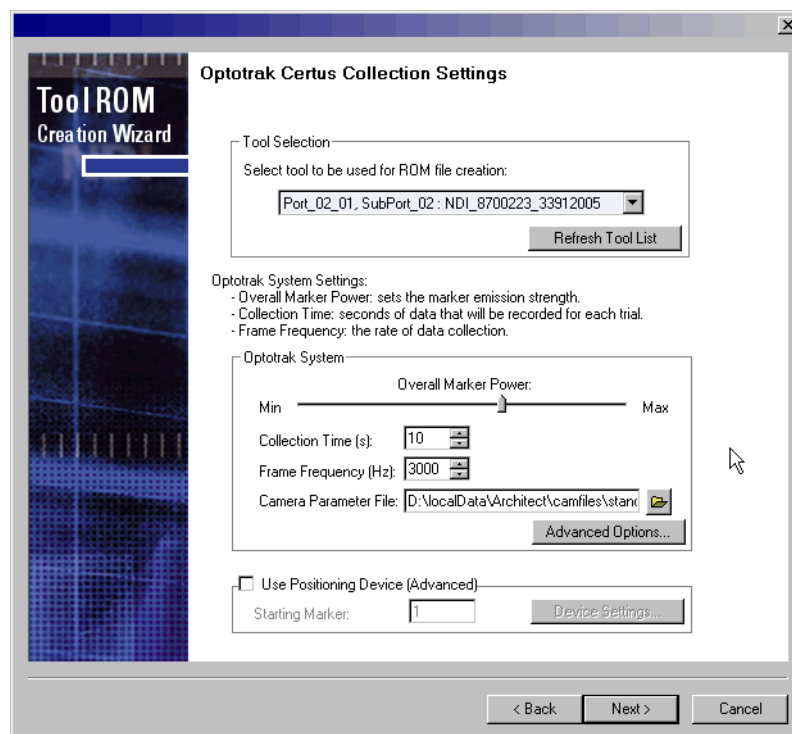 Tool ROM
Creation Wizard
Optotrak Certus Collection Settings
Tool Selection
Select tool to be used for ROM file creation:
Port_02_01, SubPort_02 : NDI_8700223_33912005
Refresh Tool List
Optotrak System Settings:
- Overall Marker Power: sets the marker emission strength.
- Collection Time: seconds of data that will be recorded for each trial.
- Frame Frequency: the rate of data collection.
Optotrak System
Overall Marker Power:
Min Max
Collection Time (s): 10
Frame Frequency (Hz): 3000
Camera Parameter File: D:\localData\Architect\camfiles\stand
Advanced Options...
Use Positioning Device (Advanced)
Starting Marker: 1 Device Settings...
< Back Next > Cancel